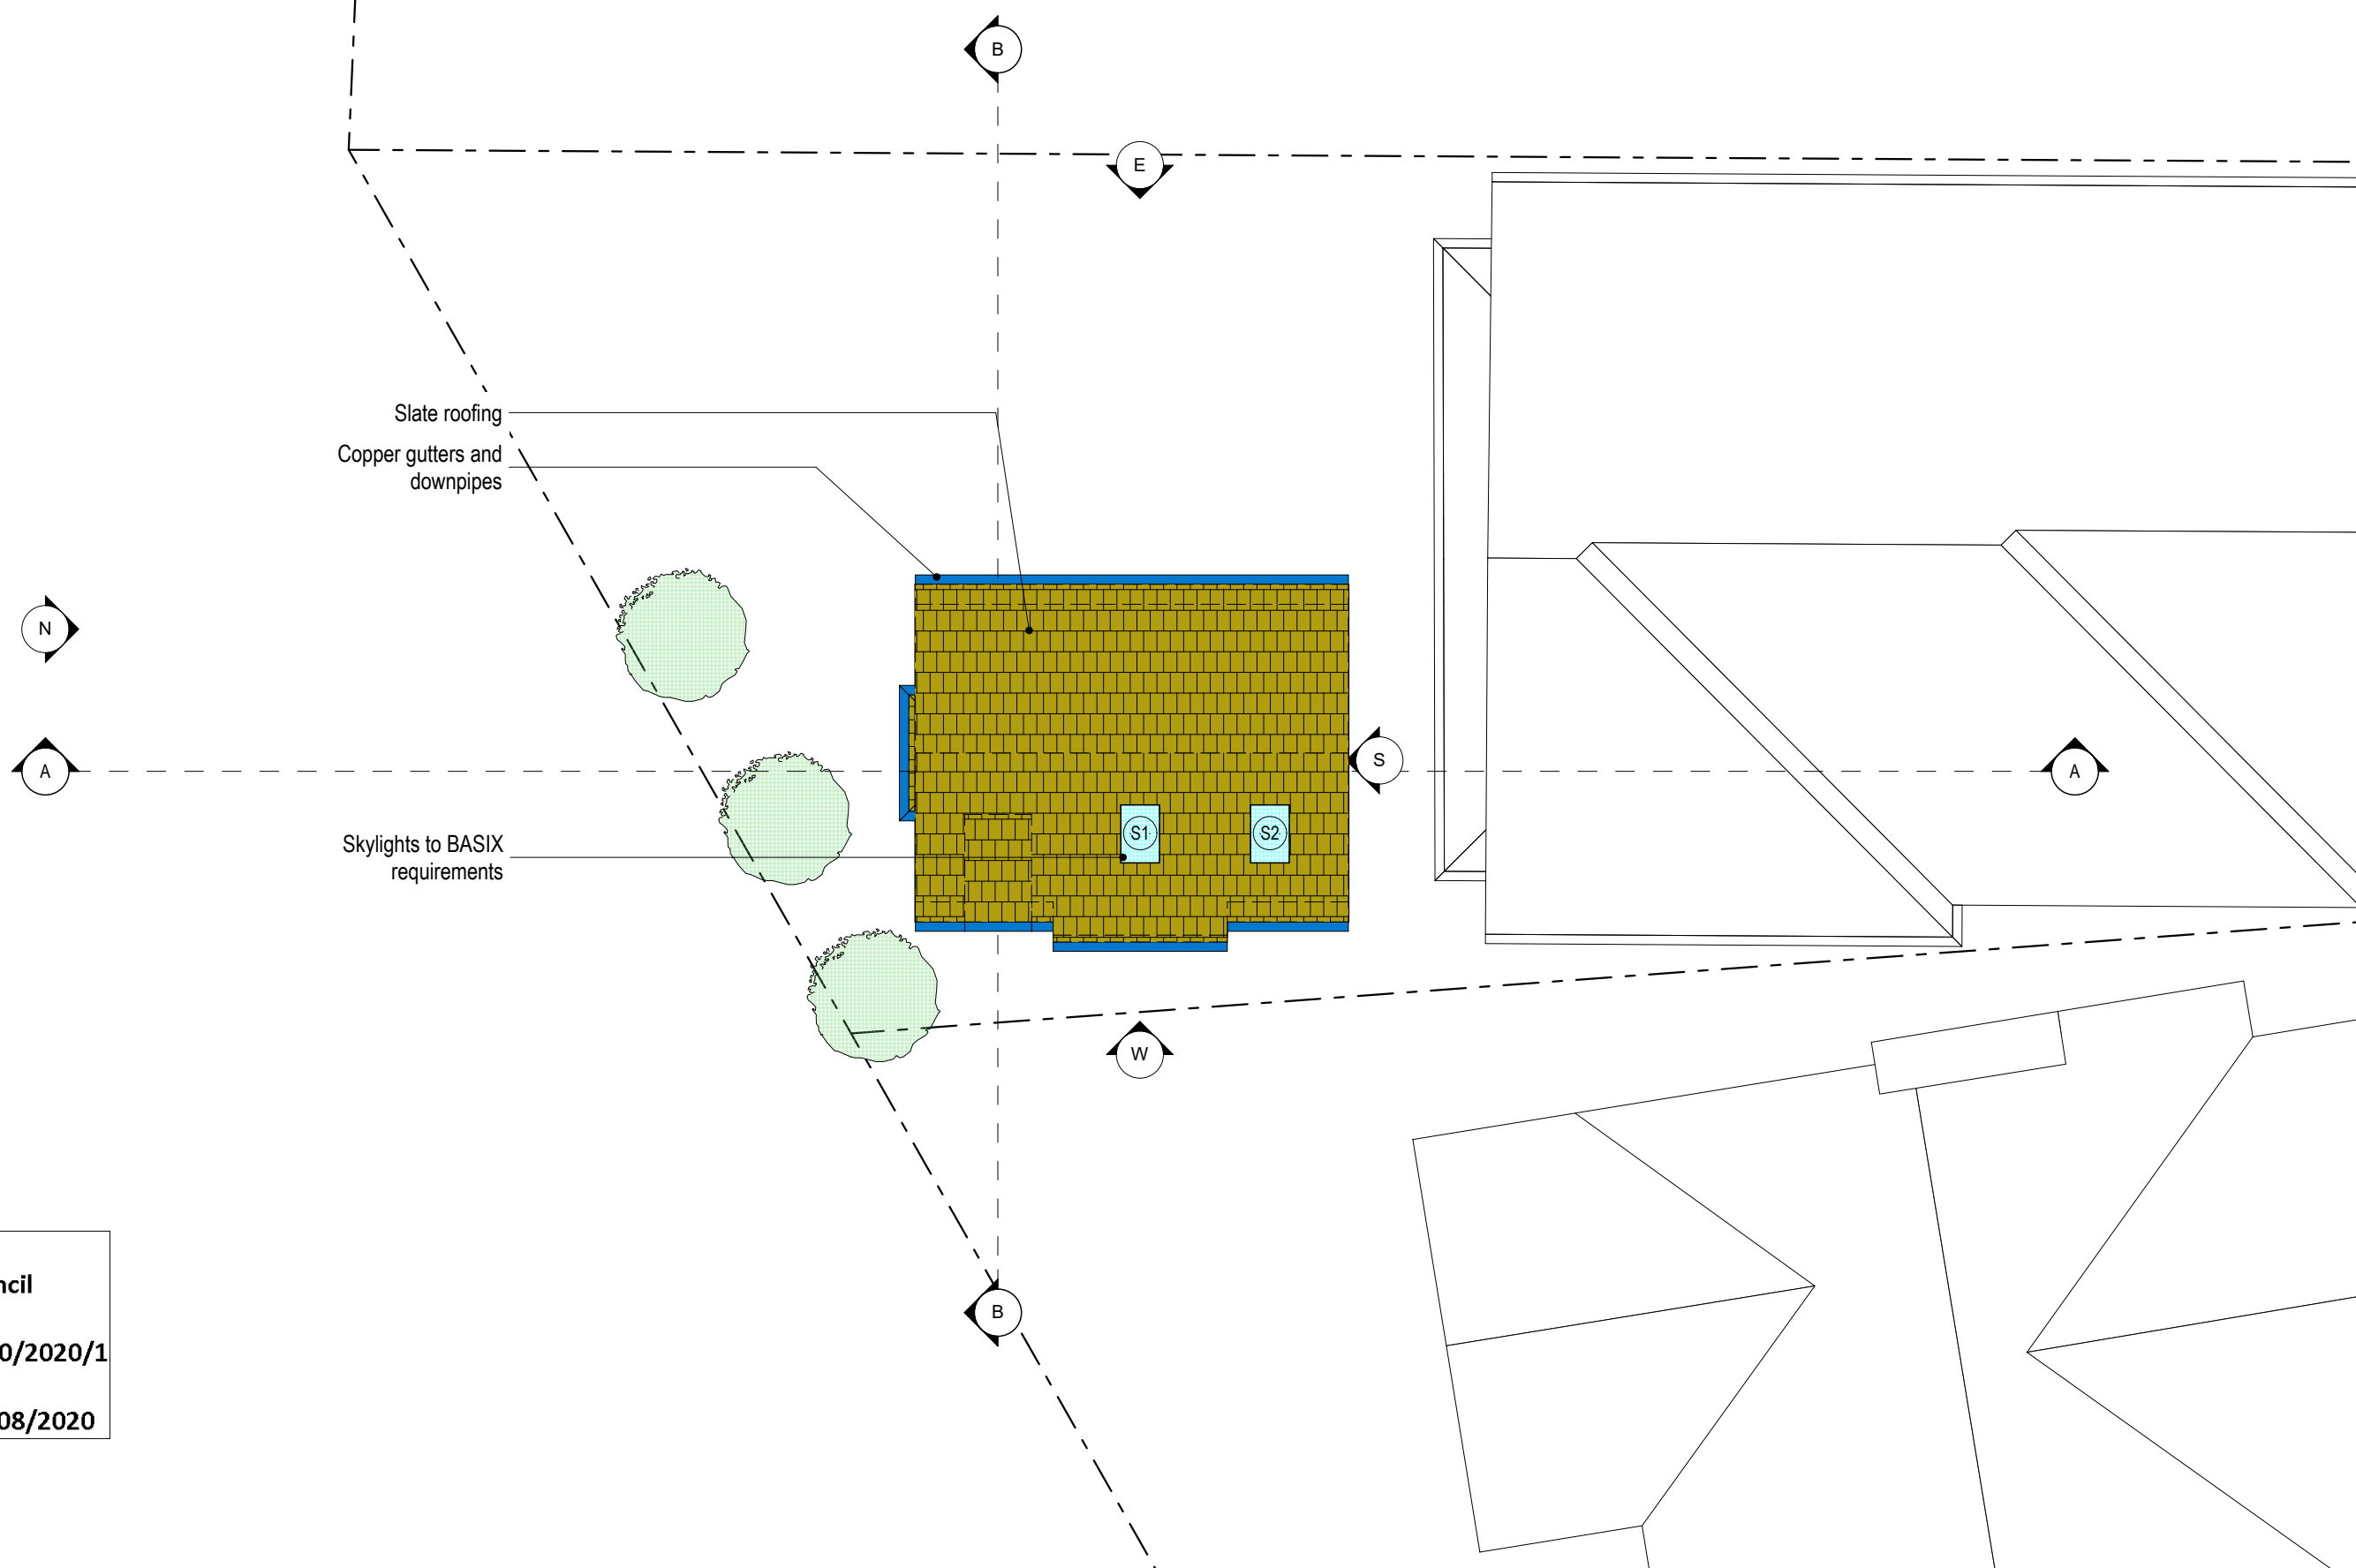 B
E
Slate roofing
Copper gutters and
downpipes
N
A
S
A
S1
S2
Skylights to BASIX
requirements
W
B
ncil
0/2020/1
08/2020